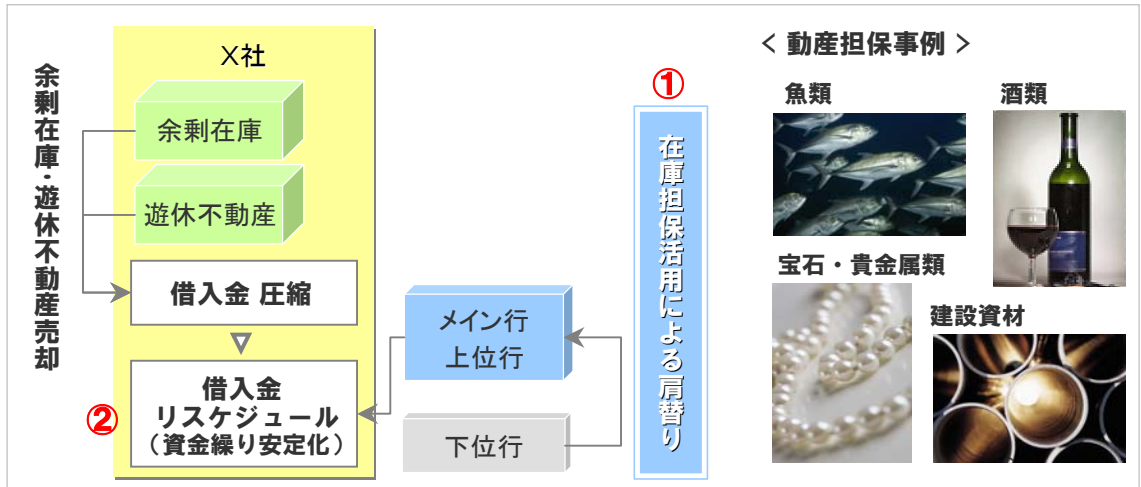 余剰在庫・遊休不動産売却
X社
余剰在庫
遊休不動産
借入金 圧縮
②
借入金
リスケジュール
（資金繰り安定化）
メイン行
上位行
下位行
①
在庫担保活用による肩替り
＜ 動産担保事例 ＞
魚類
酒類
宝石・貴金属類
建設資材